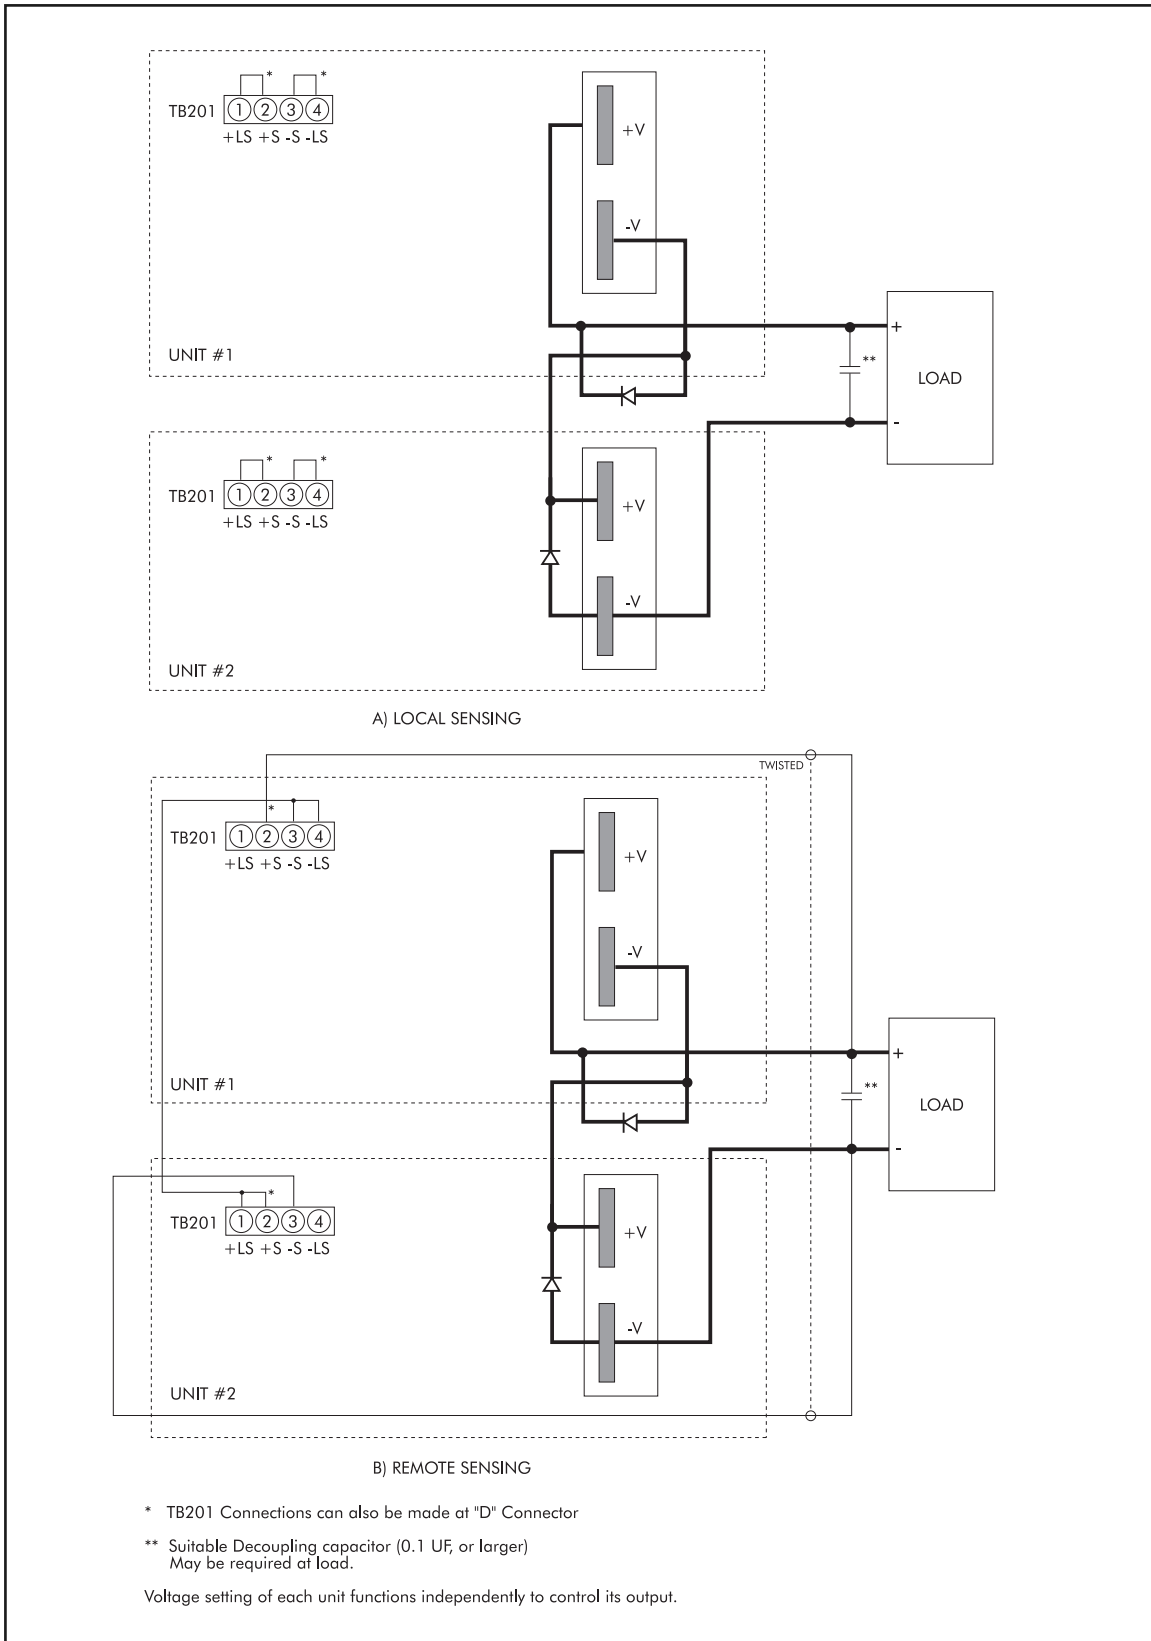 * *
TB201 1 2 3 4
+LS +S -S -LS
+V
-V
UNIT #1
+
**
LOAD
-
* *
TB201 1 2 3 4
+LS +S -S -LS
+V
-V
UNIT #2
A) LOCAL SENSING
TWISTED
*
TB201 1 2 3 4
+LS +S -S -LS
+V
-V
UNIT #1
+
**
LOAD
-
*
TB201 1 2 3 4
+LS +S -S -LS
+V
-V
UNIT #2
B) REMOTE SENSING
* TB201 Connections can also be made at "D" Connector
** Suitable Decoupling capacitor (0.1 UF, or larger)
May be required at load.
Voltage setting of each unit functions independently to control its output.